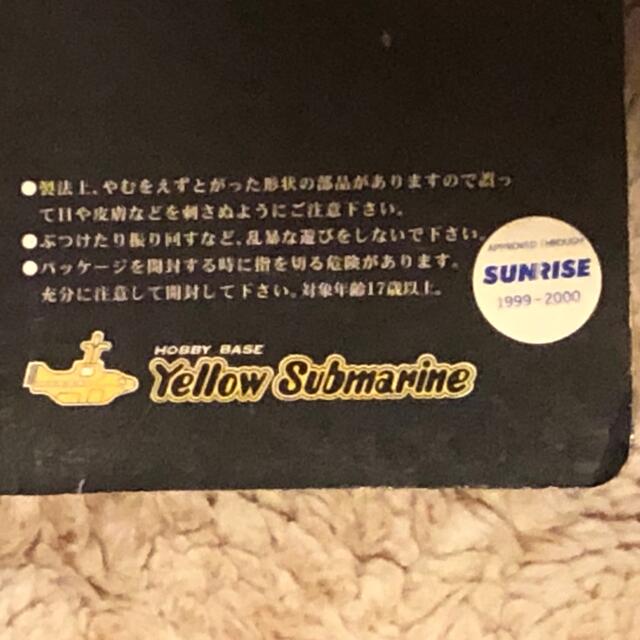 ●製法上、やむをえずとがった形状の部品がありますので誤っ
て目や皮膚などを刺さぬようにご注意下さい。
●ぶつけたり振り回すなど、乱暴な遊びをしないで下さい。
●パッケージを開封する時に指を切る危険があります。
充分に注意して開封して下さい。対象年齢17歳以上。
APPROVED THROUGH
SUNRISE
1999-2000
HOBBY BASE
Yellow Submarine